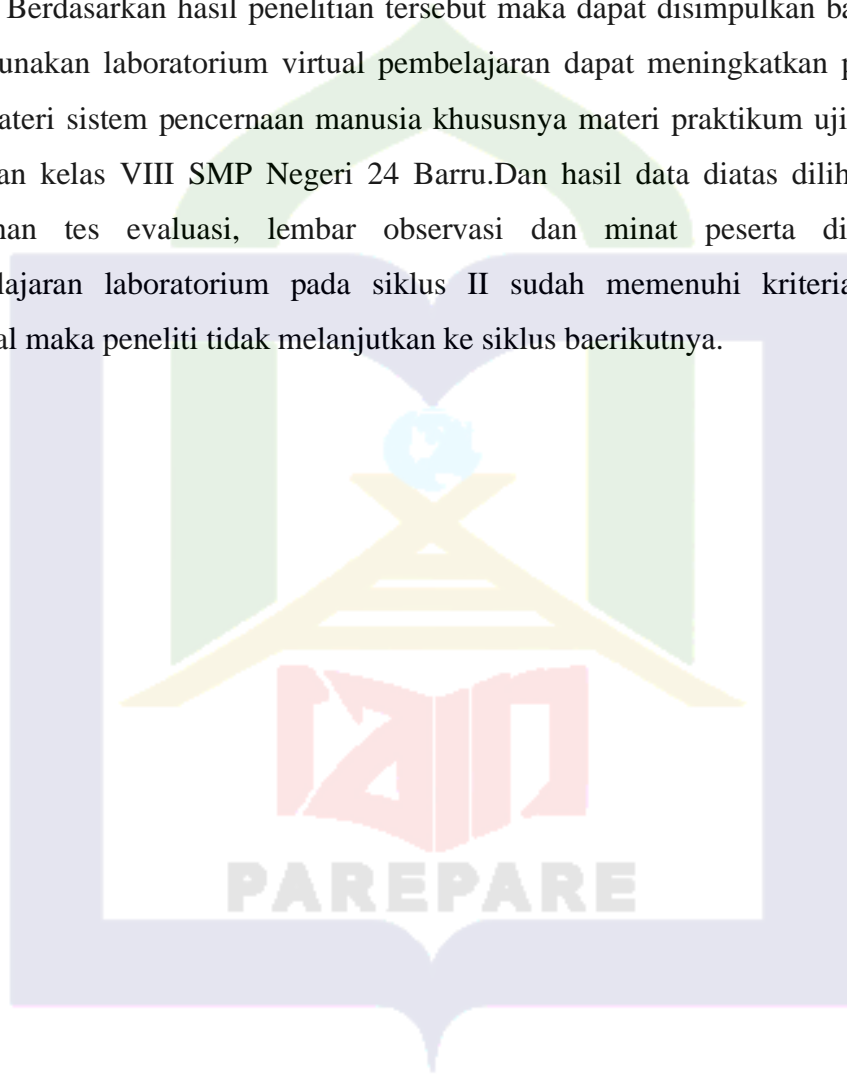 Berdasarkan hasil penelitian tersebut maka dapat disimpulkan ba
unakan laboratorium virtual pembelajaran dapat meningkatkan p
ateri sistem pencernaan manusia khususnya materi praktikum uji
an kelas VIII SMP Negeri 24 Barru.Dan hasil data diatas dilih
nan tes evaluasi, lembar observasi dan minat peserta di
lajaran laboratorium pada siklus II sudah memenuhi kriteria
al maka peneliti tidak melanjutkan ke siklus baerikutnya.
iain
PAREPARE